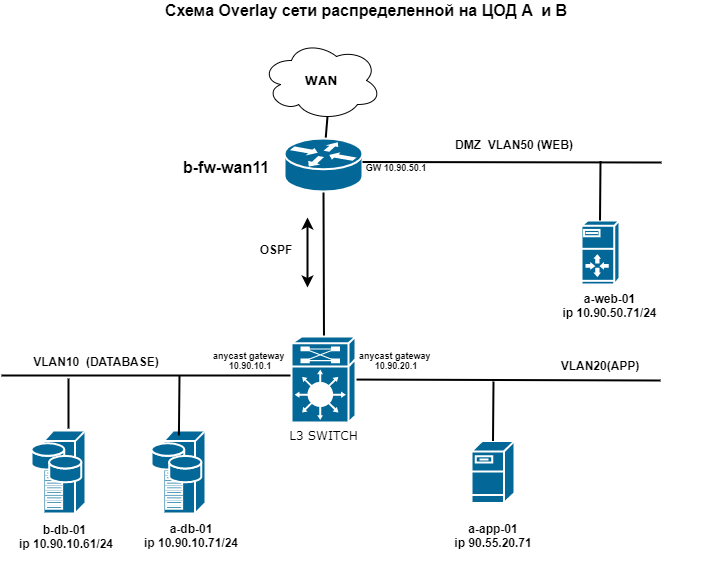 Схема Overlay сети распределенной на ЦОД А и В
WAN
b-fw-wan11
GW 10.90.50.1
DMZ VLAN50 (WEB)
OSPF
a-web-01
ip 10.90.50.71/24
VLAN10 (DATABASE)
anycast gateway
10.90.10.1
anycast gateway
10.90.20.1
VLAN20(APP)
L3 SWITCH
b-db-01
ip 10.90.10.61/24
a-db-01
ip 10.90.10.71/24
a-app-01
ip 90.55.20.71